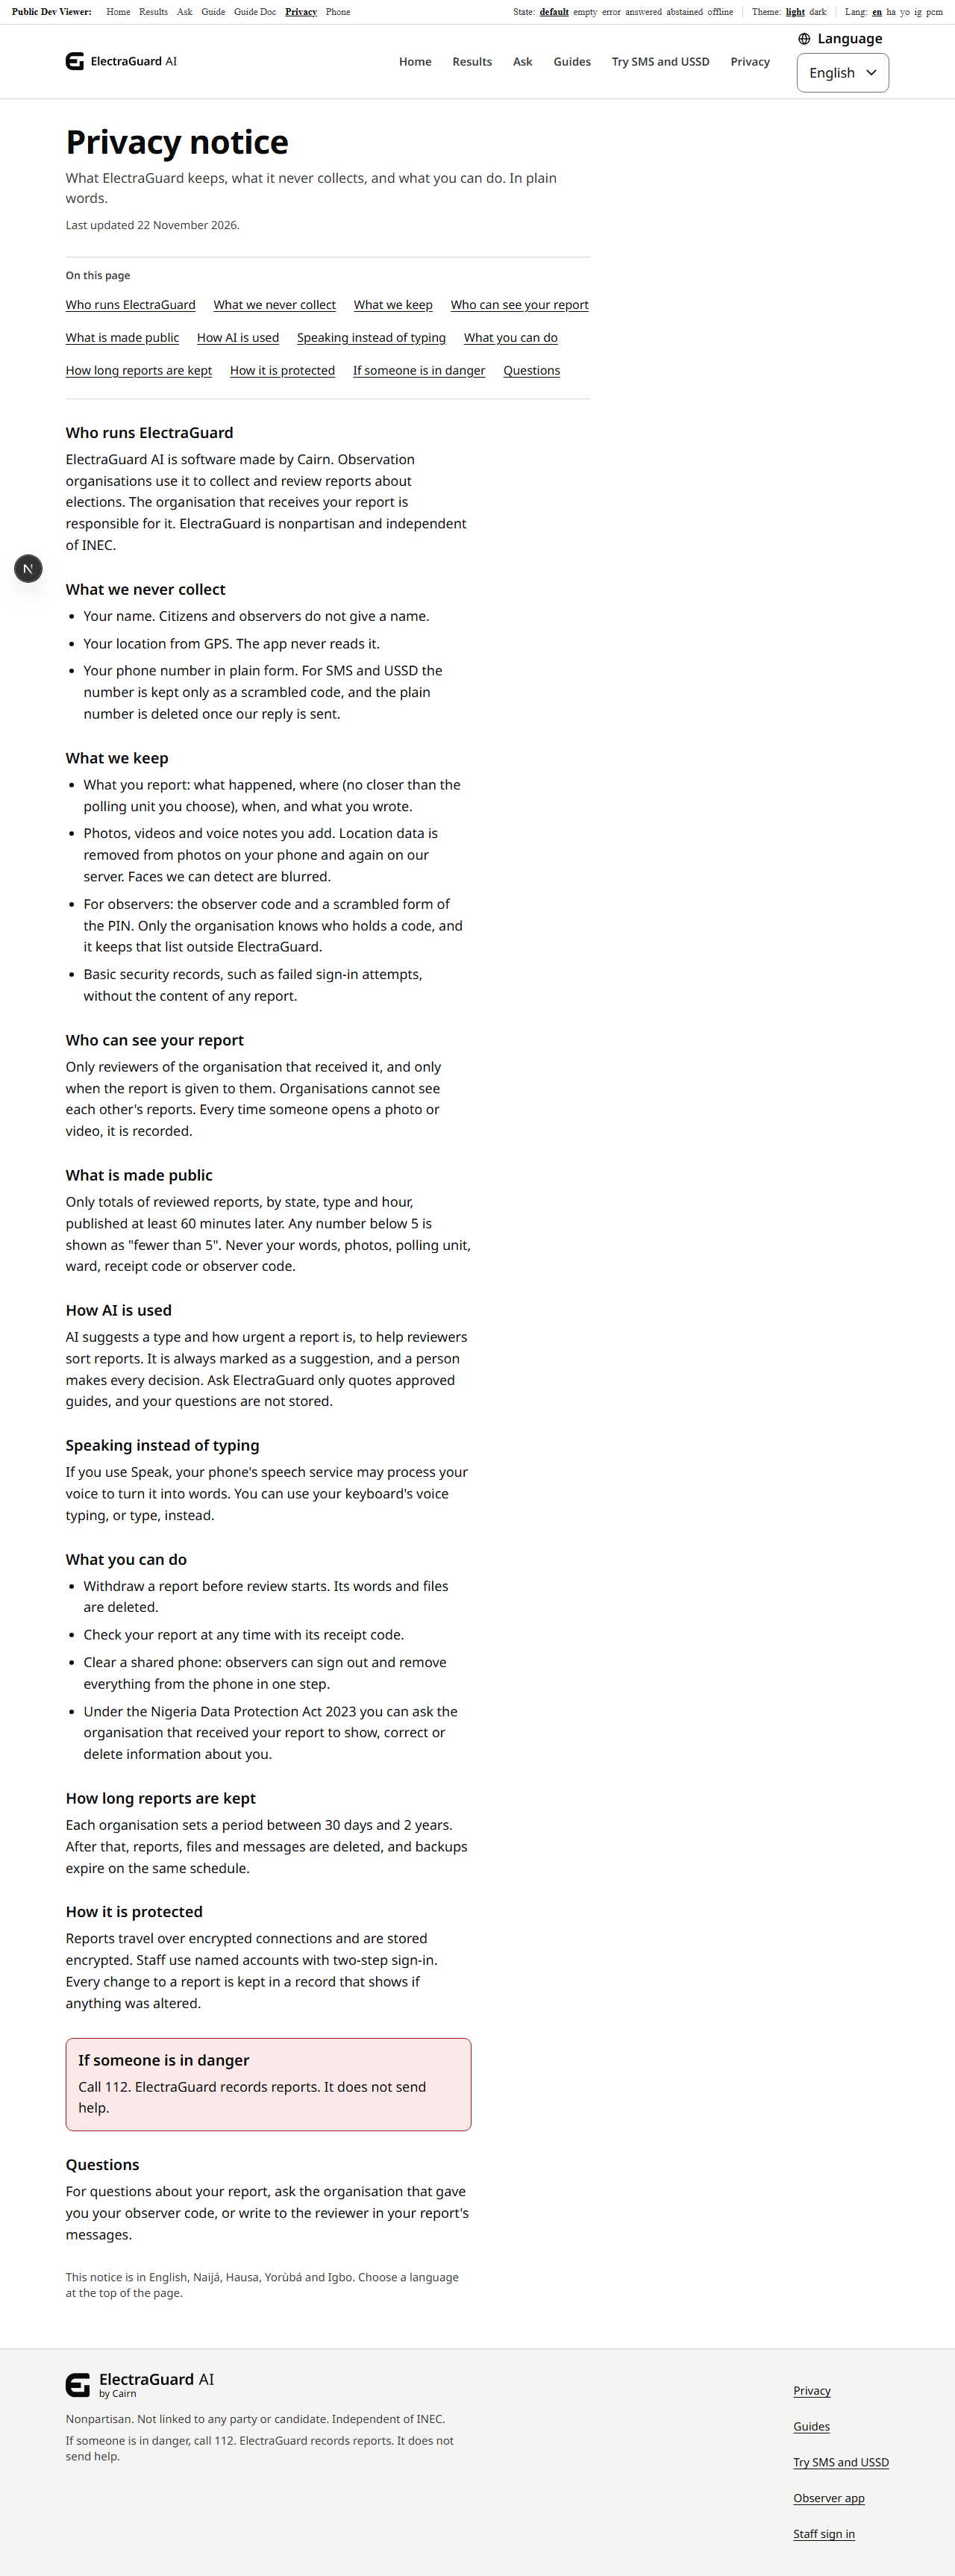 Public Dev Viewer: Home Results Ask Guide Guide Doc Privacy Phone State: default empty error answered abstained offline Theme: light dark Lang: en ha yo ig pcm
Language
ElectraGuard AI Home Results Ask Guides Try SMS and USSD Privacy English
Privacy notice
What ElectraGuard keeps, what it never collects, and what you can do. In plain
words.
Last updated 22 November 2026.
On this page
Who runs ElectraGuard What we never collect What we keep Who can see your report
What is made public How AI is used Speaking instead of typing What you can do
How long reports are kept How it is protected If someone is in danger Questions
Who runs ElectraGuard
ElectraGuard AI is software made by Cairn. Observation
organisations use it to collect and review reports about
elections. The organisation that receives your report is
responsible for it. ElectraGuard is nonpartisan and independent
of INEC.
N
What we never collect
• Your name. Citizens and observers do not give a name.
• Your location from GPS. The app never reads it.
• Your phone number in plain form. For SMS and USSD the
number is kept only as a scrambled code, and the plain
number is deleted once our reply is sent.
What we keep
• What you report: what happened, where (no closer than the
polling unit you choose), when, and what you wrote.
• Photos, videos and voice notes you add. Location data is
removed from photos on your phone and again on our
server. Faces we can detect are blurred.
• For observers: the observer code and a scrambled form of
the PIN. Only the organisation knows who holds a code, and
it keeps that list outside ElectraGuard.
• Basic security records, such as failed sign-in attempts,
without the content of any report.
Who can see your report
Only reviewers of the organisation that received it, and only
when the report is given to them. Organisations cannot see
each other's reports. Every time someone opens a photo or
video, it is recorded.
What is made public
Only totals of reviewed reports, by state, type and hour,
published at least 60 minutes later. Any number below 5 is
shown as "fewer than 5". Never your words, photos, polling unit,
ward, receipt code or observer code.
How AI is used
AI suggests a type and how urgent a report is, to help reviewers
sort reports. It is always marked as a suggestion, and a person
makes every decision. Ask ElectraGuard only quotes approved
guides, and your questions are not stored.
Speaking instead of typing
If you use Speak, your phone's speech service may process your
voice to turn it into words. You can use your keyboard's voice
typing, or type, instead.
What you can do
• Withdraw a report before review starts. Its words and files
are deleted.
• Check your report at any time with its receipt code.
• Clear a shared phone: observers can sign out and remove
everything from the phone in one step.
• Under the Nigeria Data Protection Act 2023 you can ask the
organisation that received your report to show, correct or
delete information about you.
How long reports are kept
Each organisation sets a period between 30 days and 2 years.
After that, reports, files and messages are deleted, and backups
expire on the same schedule.
How it is protected
Reports travel over encrypted connections and are stored
encrypted. Staff use named accounts with two-step sign-in.
Every change to a report is kept in a record that shows if
anything was altered.
If someone is in danger
Call 112. ElectraGuard records reports. It does not send
help.
Questions
For questions about your report, ask the organisation that gave
you your observer code, or write to the reviewer in your report's
messages.
This notice is in English, Naijá, Hausa, Yorùbá and Igbo. Choose a language
at the top of the page.
ElectraGuard AI
by Cairn
Nonpartisan. Not linked to any party or candidate. Independent of INEC.
If someone is in danger, call 112. ElectraGuard records reports. It does not
send help.
Privacy
Guides
Try SMS and USSD
Observer app
Staff sign in